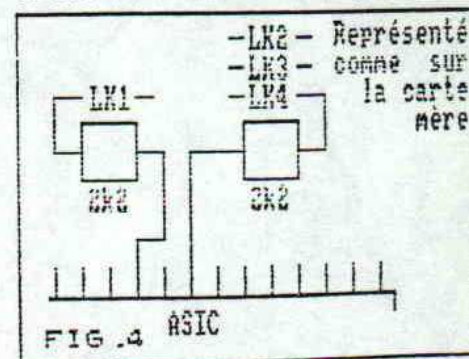 -LK2- Représenté
-LK3- comme sur
-LK1- -LK4- la carte
mère
2k2 2k2
FIG.4 ASIC